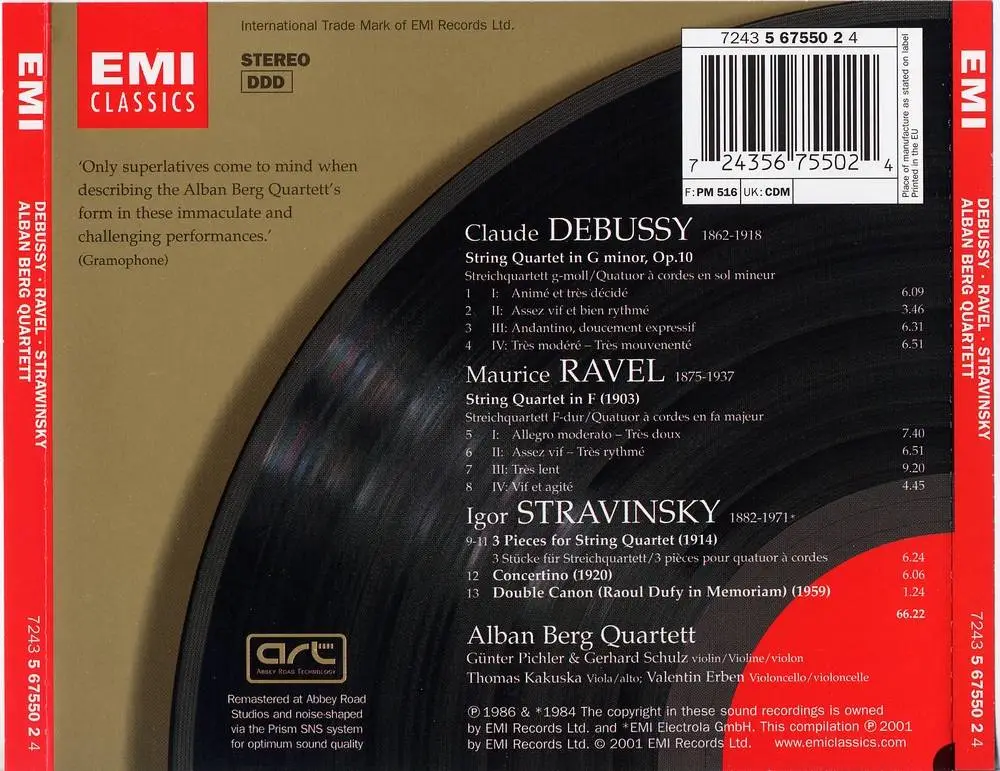 EMI
DEBUSSY · RAVEL · STRAWINSKY
ALBAN BERG QUARTETT
7243 5 67550 2 4
EMI
CLASSICS
International Trade Mark of EMI Records Ltd.
STEREO
DDD
'Only superlatives come to mind when
describing the Alban Berg Quartett's
form in these immaculate and
challenging performances.'
(Gramophone)
7243 5 67550 2 4
7 24356 75502 4
F: PM 516 UK: CDM
Place of manufacture as stated on label
Printed in the EU
Claude DEBUSSY 1862-1918
String Quartet in G minor, Op.10
Streichquartett g-moll/Quatuor à cordes en sol mineur
1 I: Animé et très décidé 6.09
2 II: Assez vif et bien rythmé 3.46
3 III: Andantino, doucement expressif 6.31
4 IV: Très modéré – Très mouvenenté 6.51
Maurice RAVEL 1875-1937
String Quartet in F (1903)
Streichquartett F-dur/Quatuor à cordes en fa majeur
5 I: Allegro moderato – Très doux 7.40
6 II: Assez vif – Très rythmé 6.51
7 III: Très lent 9.20
8 IV: Vif et agité 4.45
Igor STRAVINSKY 1882-1971*
9-11 3 Pieces for String Quartet (1914)
3 Stücke für Streichquartett/3 pièces pour quatuor à cordes 6.24
12 Concertino (1920) 6.06
13 Double Canon (Raoul Dufy in Memoriam) (1959) 1.24
66.22
Alban Berg Quartett
Günter Pichler & Gerhard Schulz violin/Violine/violon
Thomas Kakuska Viola/alto; Valentin Erben Violoncello/violoncelle
℗ 1986 & *1984 The copyright in these sound recordings is owned
by EMI Records Ltd. and *EMI Electrola GmbH. This compilation ℗ 2001
by EMI Records Ltd. © 2001 EMI Records Ltd. www.emiclassics.com
art
ABBEY ROAD TECHNOLOGY
Remastered at Abbey Road
Studios and noise-shaped
via the Prism SNS system
for optimum sound quality
EMI
DEBUSSY · RAVEL · STRAVINSKY
ALBAN BERG QUARTETT
7243 5 67550 2 4